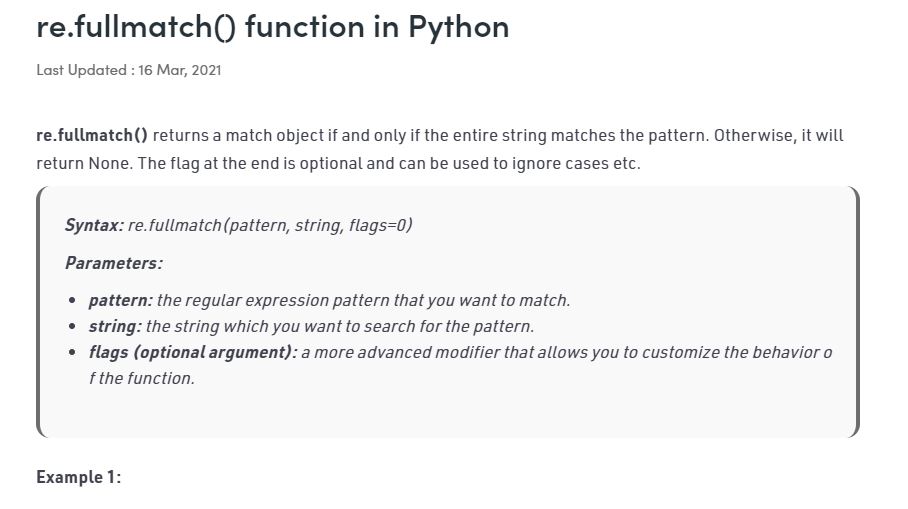 re.fullmatch() function in Python
Last Updated : 16 Mar, 2021
re.fullmatch() returns a match object if and only if the entire string matches the pattern. Otherwise, it will
return None. The flag at the end is optional and can be used to ignore cases etc.
Syntax: re.fullmatch(pattern, string, flags=0)
Parameters:
• pattern: the regular expression pattern that you want to match.
• string: the string which you want to search for the pattern.
• flags (optional argument): a more advanced modifier that allows you to customize the behavior o
f the function.
Example 1: